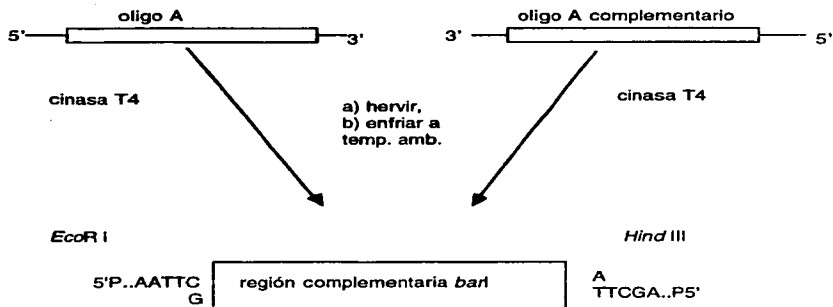 oligo A
oligo A complementario
5'
3'
3'
5'
cinasa T4
a) hervir,
b) enfriar a
temp. amb.
cinasa T4
EcoR I
Hind III
5'P..AATTC
G
región complementaria barI
A
TTCGA..P5'